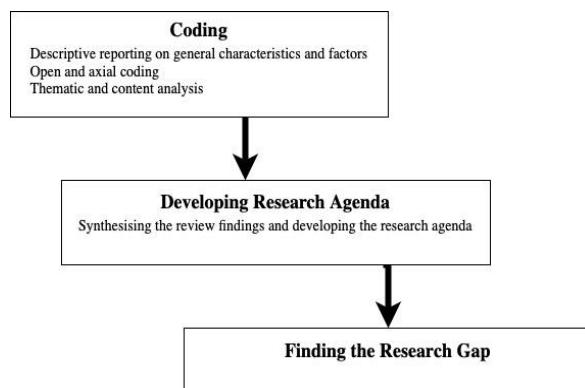 Coding
Descriptive reporting on general characteristics and factors
Open and axial coding
Thematic and content analysis
Developing Research Agenda
Synthesising the review findings and developing the research agenda
Finding the Research Gap